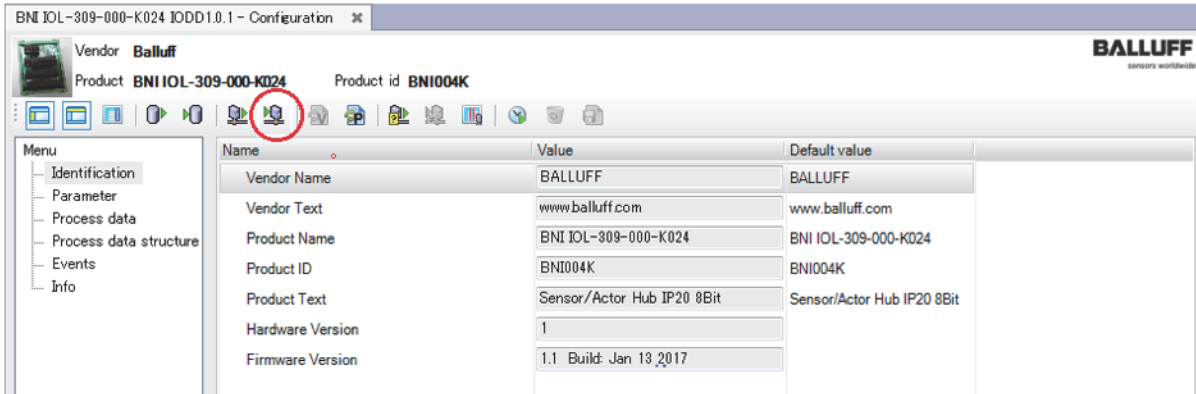 BNI IOL-309-000-K024 IODD1.0.1 - Configuration
Vendor Balluff
BALLUFF
sensors worldwide
Product BNI IOL-309-000-K024 Product id BNI004K
Menu
Identification
Parameter
Process data
Process data structure
Events
Info
Name Value Default value
Vendor Name BALLUFF BALLUFF
Vendor Text www.balluff.com www.balluff.com
Product Name BNI IOL-309-000-K024 BNI IOL-309-000-K024
Product ID BNI004K BNI004K
Product Text Sensor/Actor Hub IP20 8Bit Sensor/Actor Hub IP20 8Bit
Hardware Version 1
Firmware Version 1.1 Build: Jan 13 2017